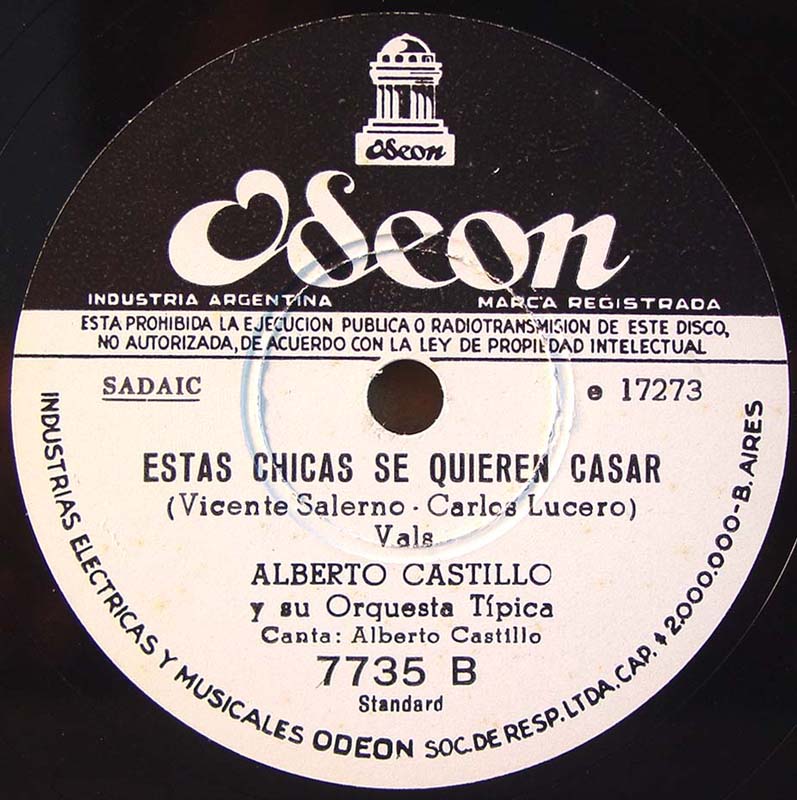 Odeon
Odeon
INDUSTRIA ARGENTINA MARCA REGISTRADA
ESTA PROHIBIDA LA EJECUCION PUBLICA O RADIOTRANSMISION DE ESTE DISCO,
NO AUTORIZADA, DE ACUERDO CON LA LEY DE PROPIEDAD INTELECTUAL
SADAIC e 17273
ESTAS CHICAS SE QUIEREN CASAR
(Vicente Salerno - Carlos Lucero)
Vals
ALBERTO CASTILLO
y su Orquesta Típica
Canta: Alberto Castillo
7735 B
Standard
INDUSTRIAS ELECTRICAS Y MUSICALES ODEON SOC. DE RESP. LTDA. CAP. $ 2.000.000-B. AIRES